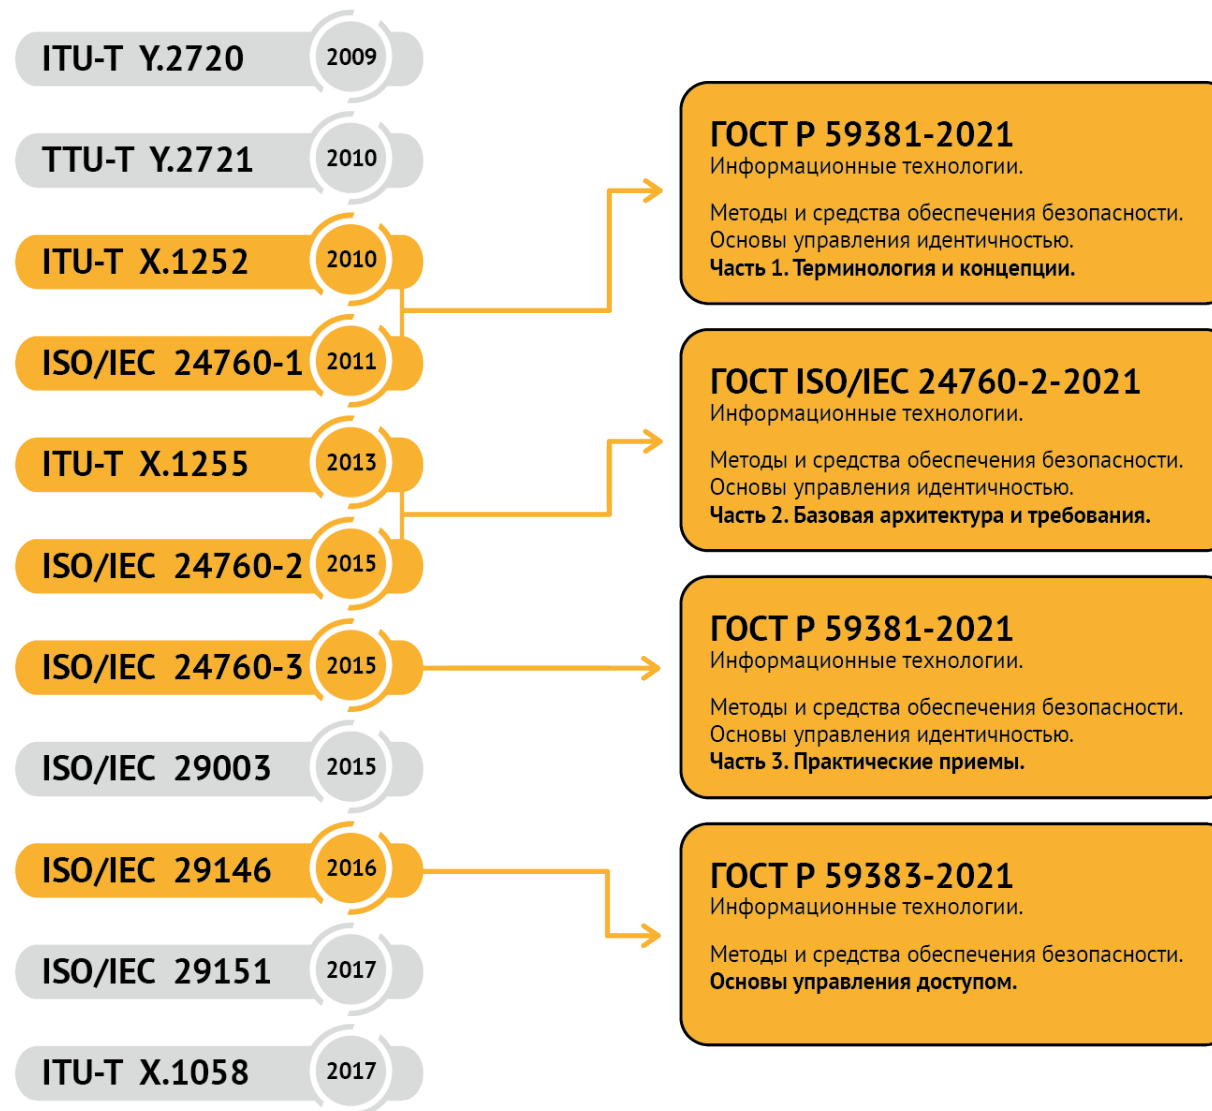 ITU-T Y.2720 2009
TTU-T Y.2721 2010
ITU-T X.1252 2010
ISO/IEC 24760-1 2011
ITU-T X.1255 2013
ISO/IEC 24760-2 2015
ISO/IEC 24760-3 2015
ISO/IEC 29003 2015
ISO/IEC 29146 2016
ISO/IEC 29151 2017
ITU-T X.1058 2017
ГОСТ Р 59381-2021
Информационные технологии.
Методы и средства обеспечения безопасности.
Основы управления идентичностью.
Часть 1. Терминология и концепции.
ГОСТ ISO/IEC 24760-2-2021
Информационные технологии.
Методы и средства обеспечения безопасности.
Основы управления идентичностью.
Часть 2. Базовая архитектура и требования.
ГОСТ Р 59381-2021
Информационные технологии.
Методы и средства обеспечения безопасности.
Основы управления идентичностью.
Часть 3. Практические приемы.
ГОСТ Р 59383-2021
Информационные технологии.
Методы и средства обеспечения безопасности.
Основы управления доступом.